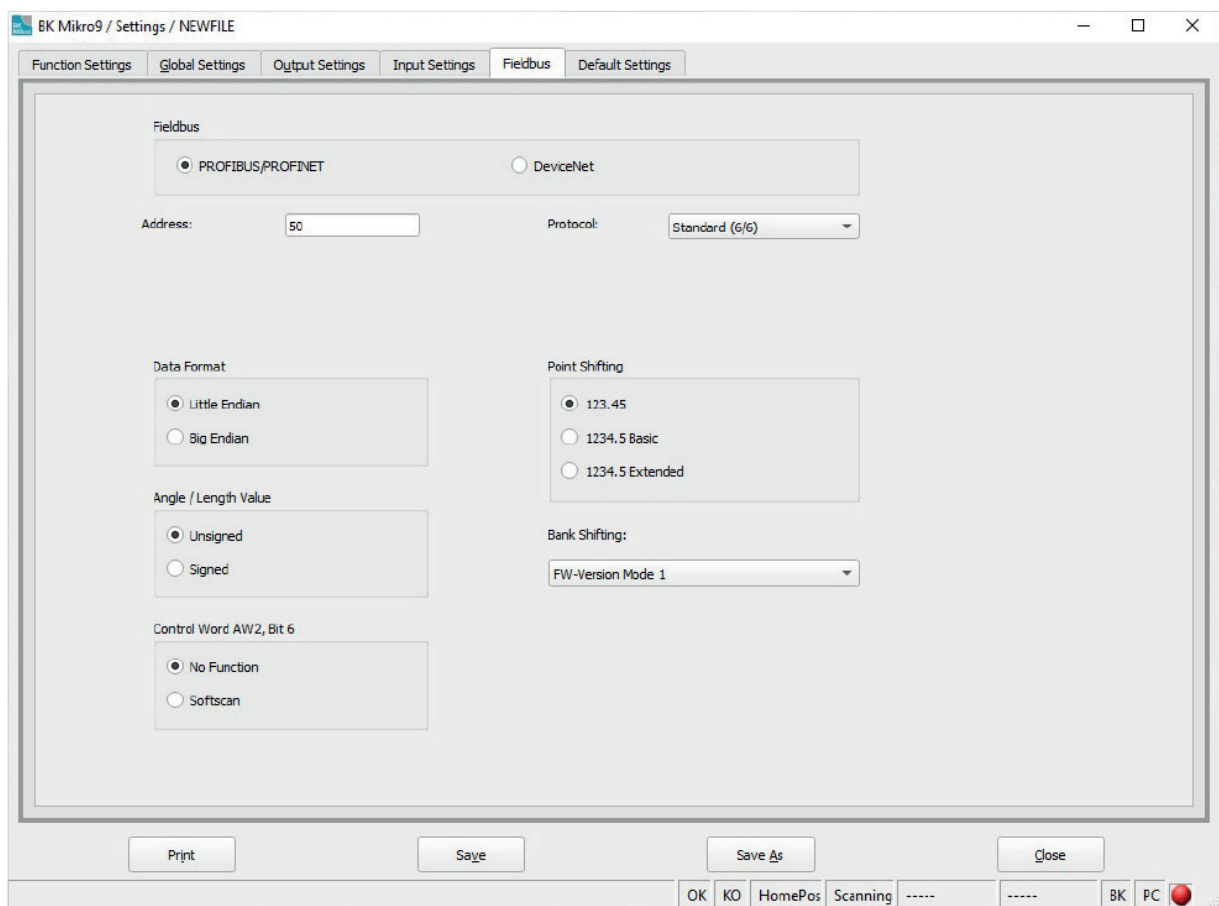 BK Mikro9 / Settings / NEWFILE
Function Settings Global Settings Output Settings Input Settings Fieldbus Default Settings
Fieldbus
PROFIBUS/PROFINET DeviceNet
Address: 50 Protocol: Standard (6/6)
Data Format Point Shifting
Little Endian 123.45
Big Endian 1234.5 Basic
1234.5 Extended
Angle / Length Value
Unsigned Bank Shifting:
Signed FW-Version Mode 1
Control Word AW2, Bit 6
No Function
Softscan
Print Save Save As Close
OK KO HomePos Scanning ----- ----- BK PC